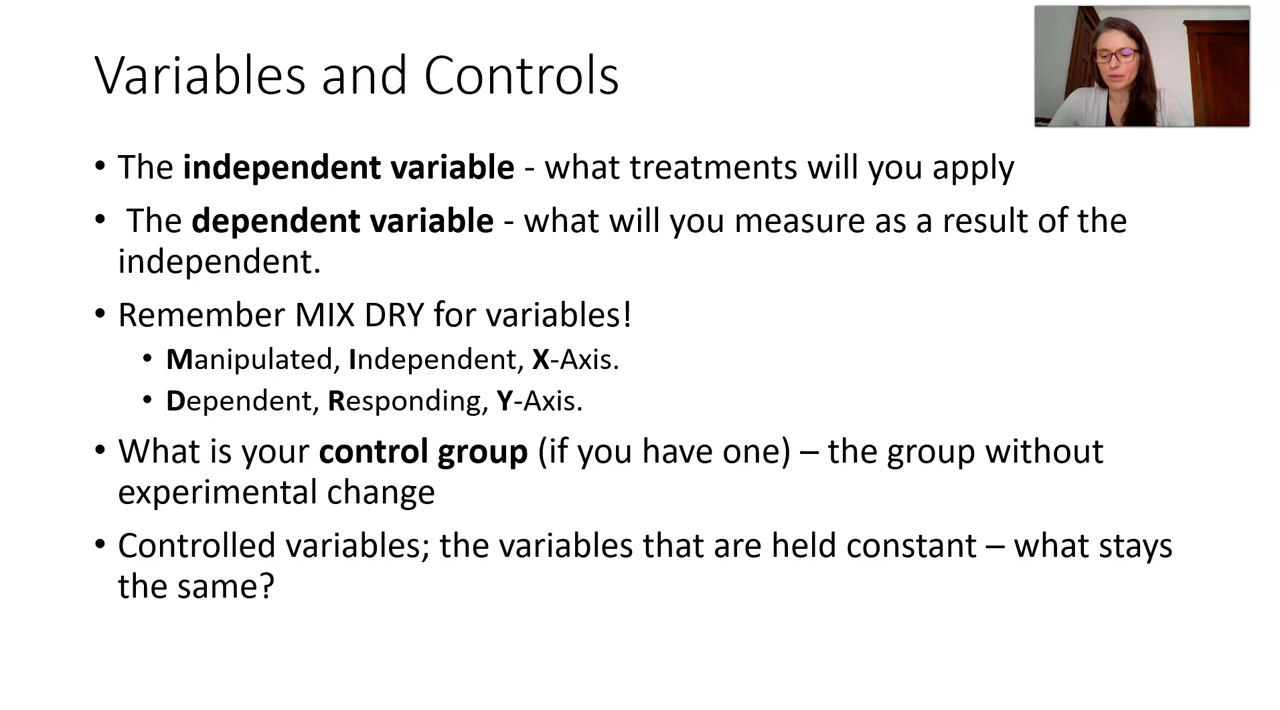 Variables and Controls
• The independent variable - what treatments will you apply
• The dependent variable - what will you measure as a result of the
independent.
• Remember MIX DRY for variables!
• Manipulated, Independent, X-Axis.
• Dependent, Responding, Y-Axis.
• What is your control group (if you have one) – the group without
experimental change
• Controlled variables; the variables that are held constant – what stays
the same?